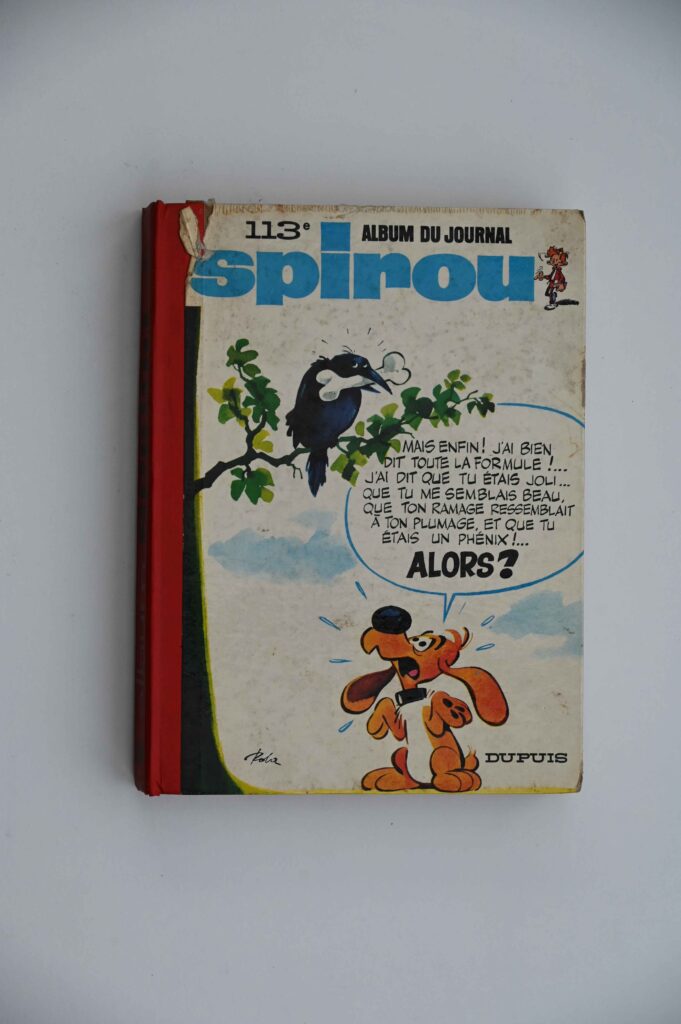 113e ALBUM DU JOURNAL
spirou
MAIS ENFIN! J'AI BIEN
DIT TOUTE LA FORMULE!...
J'AI DIT QUE TU ÉTAIS JOLI...
QUE TU ME SEMBLAIS BEAU,
QUE TON RAMAGE RESSEMBLAIT
À TON PLUMAGE, ET QUE TU
ÉTAIS UN PHÉNIX!...
ALORS?
Roba
DUPUIS